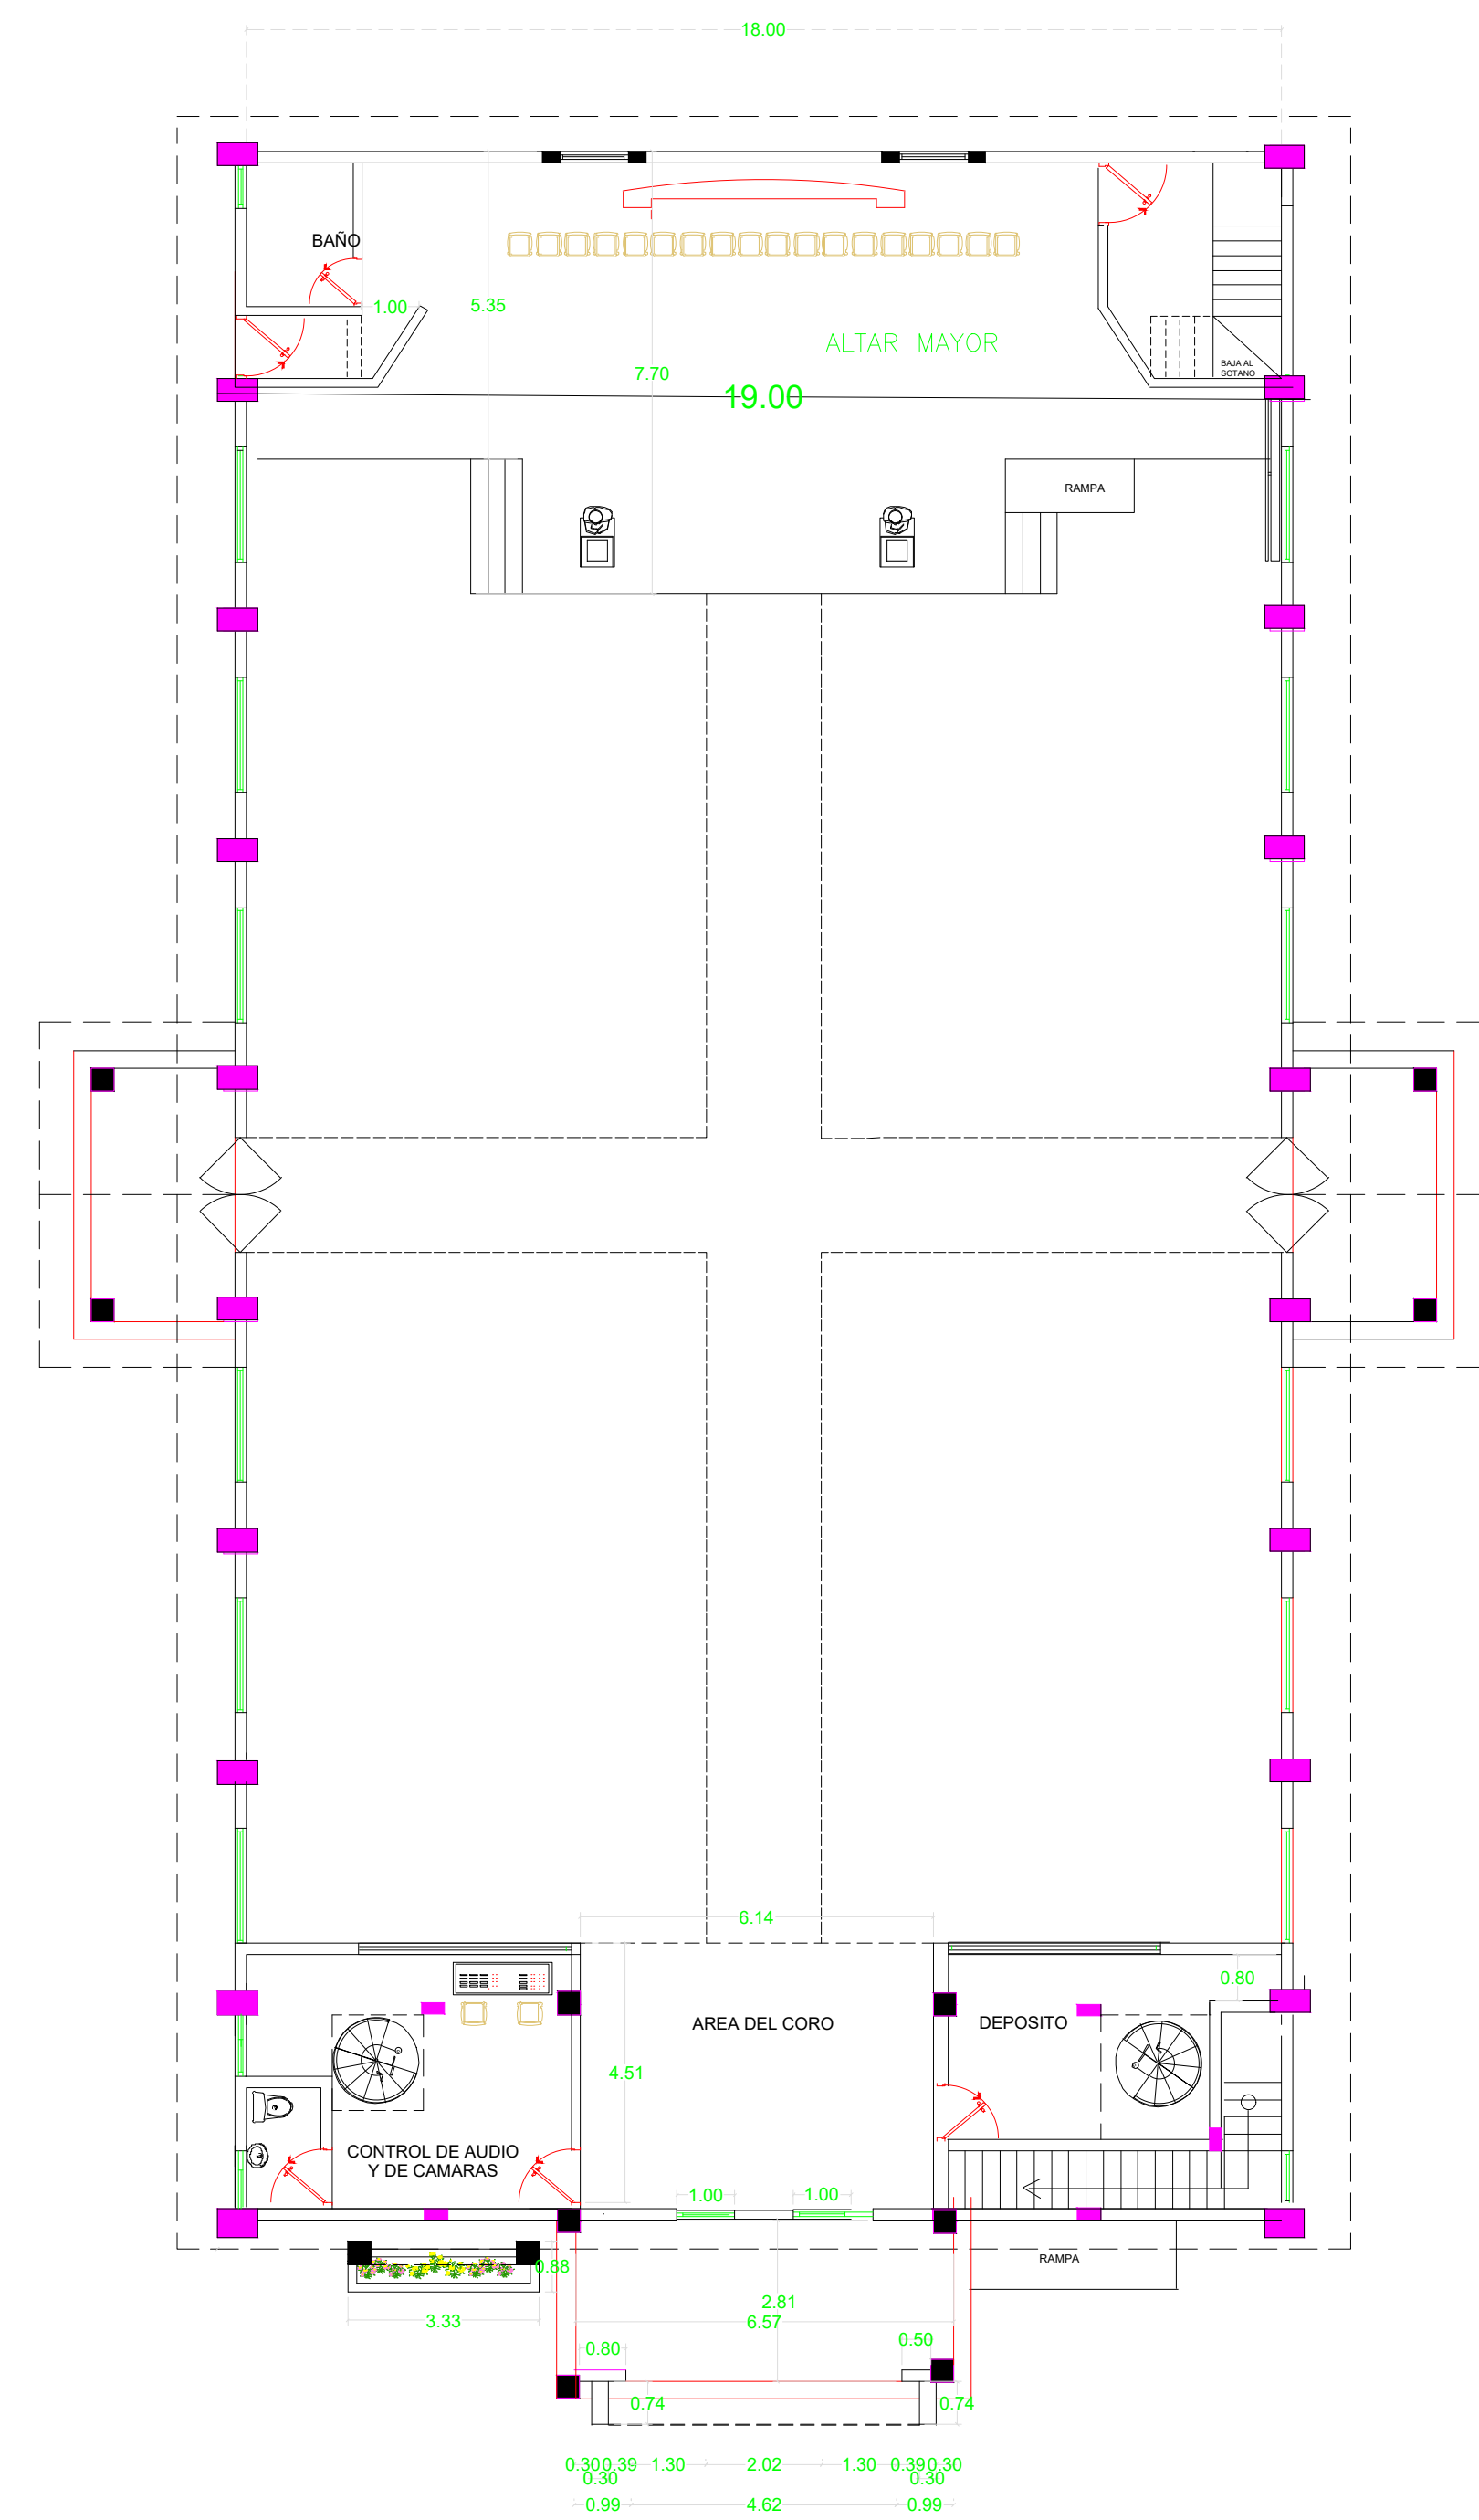 18.00
BAÑO
1.00
5.35
ALTAR MAYOR
BAJA AL
SOTANO
7.70
19.00
RAMPA
6.14
0.80
AREA DEL CORO
DEPOSITO
4.51
CONTROL DE AUDIO
Y DE CAMARAS
1.00
1.00
RAMPA
0.88
2.81
3.33
6.57
0.50
0.80
0.74
0.74
0.30 0.39 1.30 2.02 1.30 0.39 0.30
0.30 0.30
0.99 4.62 0.99